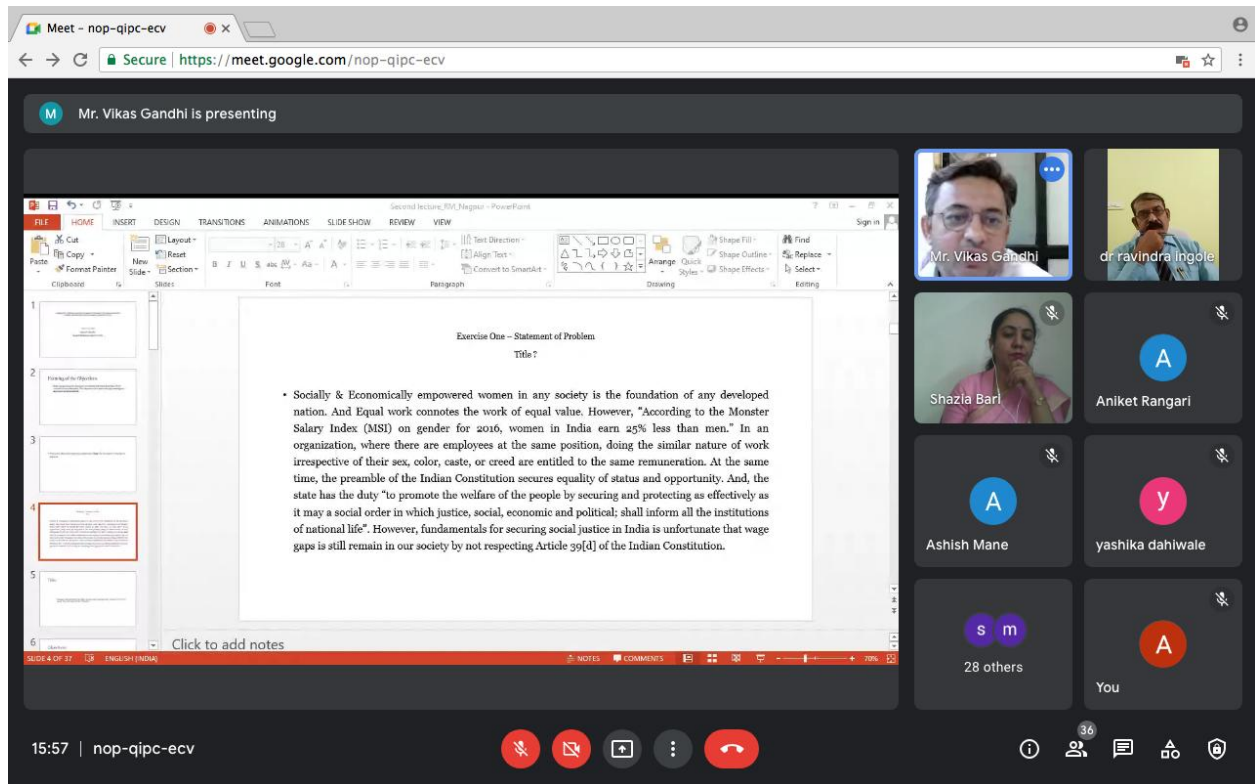 Meet - nop-qipc-ecv
Secure | https://meet.google.com/nop-qipc-ecv
M Mr. Vikas Gandhi is presenting
Second lecture_RM_Nagpur - PowerPoint
FILE HOME INSERT DESIGN TRANSITIONS ANIMATIONS SLIDE SHOW REVIEW VIEW Sign in
Cut
Copy
Format Painter
Paste
New Slide
Layout
Reset
Section
Text Direction
Align Text
Convert to SmartArt
Arrange
Quick Styles
Shape Fill
Shape Outline
Shape Effects
Find
Replace
Select
Clipboard Slides Font Paragraph Drawing Editing
1
2
3
4
5
6
Exercise One – Statement of Problem
Title ?
• Socially & Economically empowered women in any society is the foundation of any developed
nation. And Equal work connotes the work of equal value. However, “According to the Monster
Salary Index (MSI) on gender for 2016, women in India earn 25% less than men.” In an
organization, where there are employees at the same position, doing the similar nature of work
irrespective of their sex, color, caste, or creed are entitled to the same remuneration. At the same
time, the preamble of the Indian Constitution secures equality of status and opportunity. And, the
state has the duty “to promote the welfare of the people by securing and protecting as effectively as
it may a social order in which justice, social, economic and political; shall inform all the institutions
of national life”. However, fundamentals for securing social justice in India is unfortunate that wage
gaps is still remain in our society by not respecting Article 39[d] of the Indian Constitution.
Click to add notes
SLIDE 4 OF 37 ENGLISH (INDIA) NOTES COMMENTS 70%
Mr. Vikas Gandhi
dr ravindra ingole
Shazia Bari
A
Aniket Rangari
A
Ashish Mane
y
yashika dahiwale
s m
28 others
A
You
15:57 | nop-qipc-ecv
36